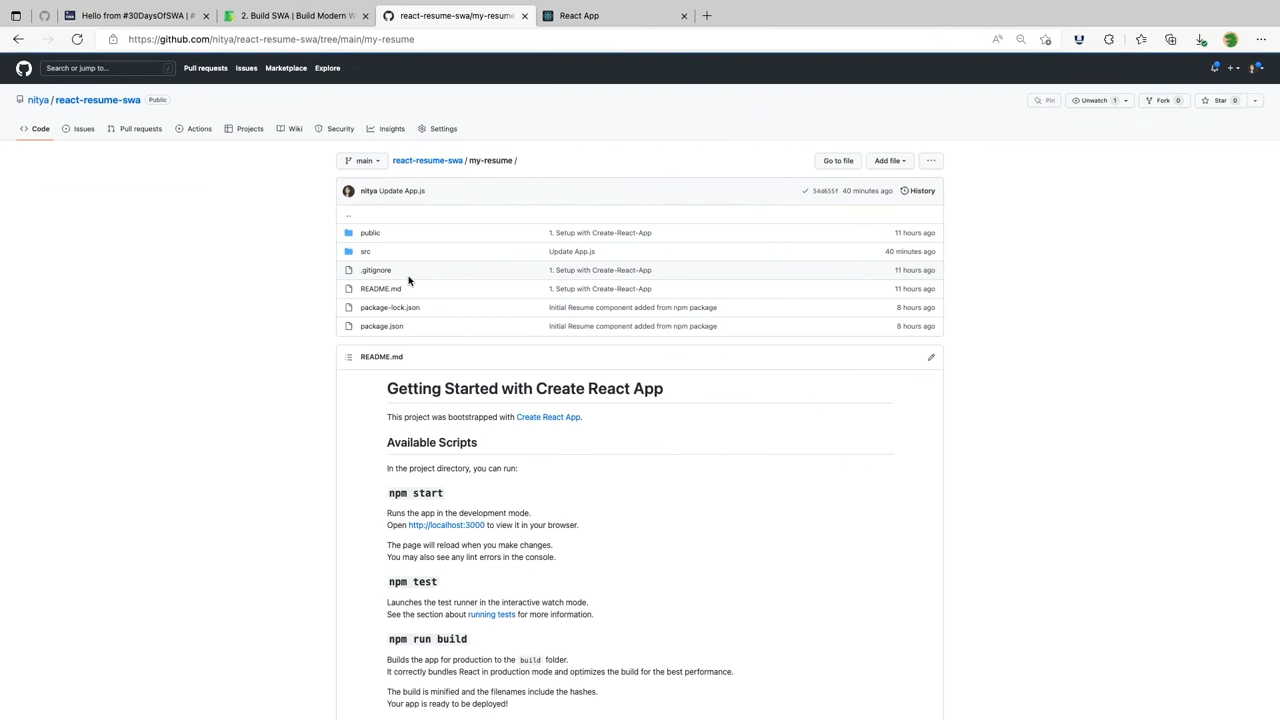 Hello from #30DaysOfSWA | #
2. Build SWA | Build Modern W
react-resume-swa/my-resume
React App
https://github.com/nitya/react-resume-swa/tree/main/my-resume
Search or jump to...
/
Pull requests
Issues
Marketplace
Explore
nitya / react-resume-swa
Public
Pin
Unwatch 1
Fork 0
Star 0
Code
Issues
Pull requests
Actions
Projects
Wiki
Security
Insights
Settings
main
react-resume-swa / my-resume /
Go to file
Add file
nitya Update App.js
54d655f 40 minutes ago
History
..
public 1. Setup with Create-React-App 11 hours ago
src Update App.js 40 minutes ago
.gitignore 1. Setup with Create-React-App 11 hours ago
README.md 1. Setup with Create-React-App 11 hours ago
package-lock.json Initial Resume component added from npm package 8 hours ago
package.json Initial Resume component added from npm package 8 hours ago
README.md
Getting Started with Create React App
This project was bootstrapped with Create React App.
Available Scripts
In the project directory, you can run:
npm start
Runs the app in the development mode.
Open http://localhost:3000 to view it in your browser.
The page will reload when you make changes.
You may also see any lint errors in the console.
npm test
Launches the test runner in the interactive watch mode.
See the section about running tests for more information.
npm run build
Builds the app for production to the build folder.
It correctly bundles React in production mode and optimizes the build for the best performance.
The build is minified and the filenames include the hashes.
Your app is ready to be deployed!